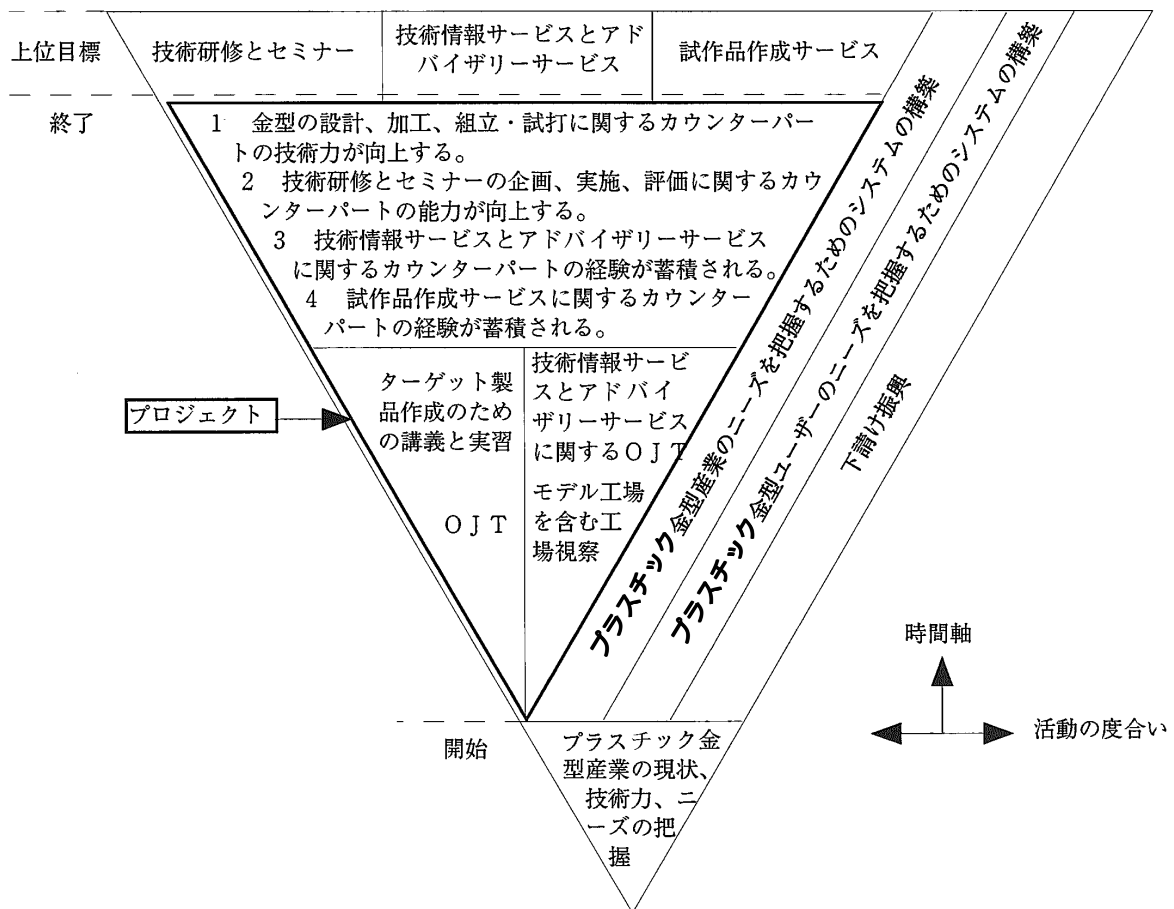 上位目標
技術研修とセミナー
技術情報サービスとアド
バイザリーサービス
試作品作成サービス
終了
1 金型の設計、加工、組立・試打に関するカウンターパー
トの技術力が向上する。
2 技術研修とセミナーの企画、実施、評価に関するカウ
ンターパートの能力が向上する。
3 技術情報サービスとアドバイザリーサービス
に関するカウンターパートの経験が蓄積される。
4 試作品作成サービスに関するカウンター
パートの経験が蓄積される。
プロジェクト
ターゲット製
品作成のため
の講義と実習
OJT
技術情報サービ
スとアドバイ
ザリーサービス
に関するOJT
モデル工場
を含む工
場視察
プラスチック金型産業のニーズを把握するためのシステムの構築
プラスチック金型ユーザーのニーズを把握するためのシステムの構築
下請け振興
時間軸
活動の度合い
開始
プラスチック金
型産業の現状、
技術力、ニ
ーズの把
握